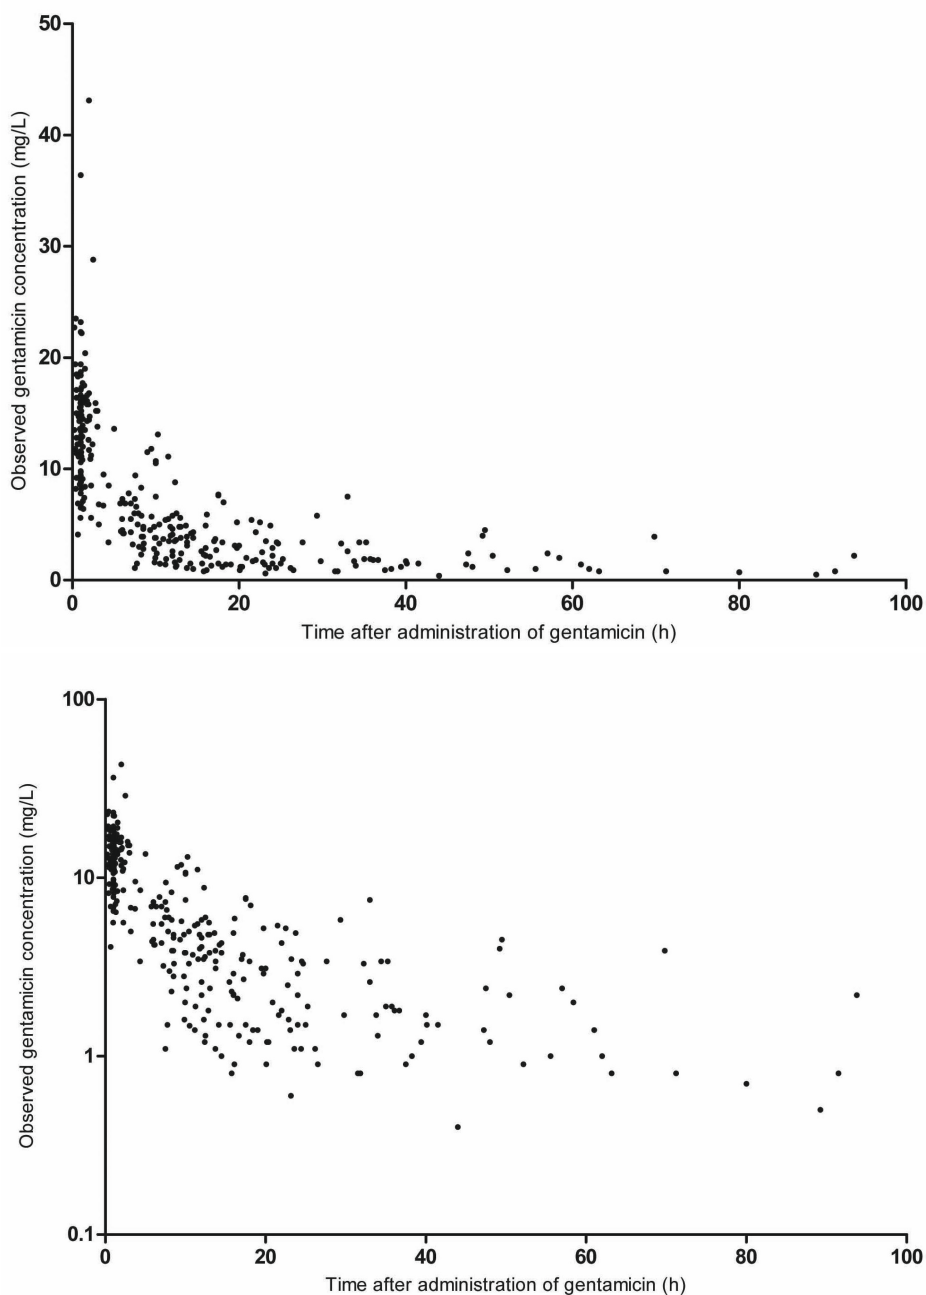 50
40
30
20
10
0
Observed gentamicin concentration (mg/L)
0 20 40 60 80 100
Time after administration of gentamicin (h)
100
10
1
0.1
Observed gentamicin concentration (mg/L)
0 20 40 60 80 100
Time after administration of gentamicin (h)